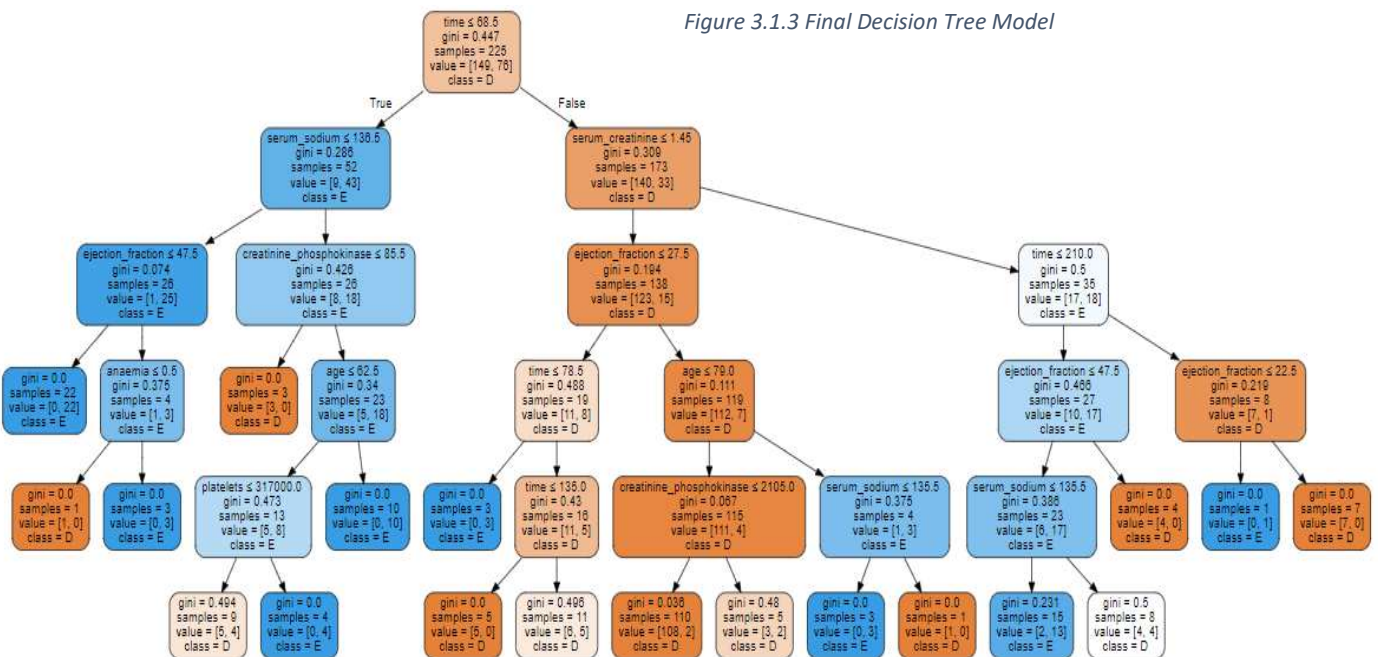 Figure 3.1.3 Final Decision Tree Model
time ≤ 68.5
gini = 0.447
samples = 225
value = [149, 76]
class = D
True
False
serum_sodium ≤ 136.5
gini = 0.286
samples = 52
value = [9, 43]
class = E
serum_creatinine ≤ 1.45
gini = 0.309
samples = 173
value = [140, 33]
class = D
ejection_fraction ≤ 47.5
gini = 0.074
samples = 26
value = [1, 25]
class = E
creatinine_phosphokinase ≤ 85.5
gini = 0.426
samples = 26
value = [8, 18]
class = E
ejection_fraction ≤ 27.5
gini = 0.194
samples = 138
value = [123, 15]
class = D
time ≤ 210.0
gini = 0.5
samples = 35
value = [17, 18]
class = E
gini = 0.0
samples = 22
value = [0, 22]
class = E
anaemia ≤ 0.5
gini = 0.375
samples = 4
value = [1, 3]
class = E
gini = 0.0
samples = 3
value = [3, 0]
class = D
age ≤ 62.5
gini = 0.34
samples = 23
value = [5, 18]
class = E
time ≤ 78.5
gini = 0.488
samples = 19
value = [11, 8]
class = D
age ≤ 79.0
gini = 0.111
samples = 119
value = [112, 7]
class = D
ejection_fraction ≤ 47.5
gini = 0.466
samples = 27
value = [10, 17]
class = E
ejection_fraction ≤ 22.5
gini = 0.219
samples = 8
value = [7, 1]
class = D
gini = 0.0
samples = 1
value = [1, 0]
class = D
gini = 0.0
samples = 3
value = [0, 3]
class = E
platelets ≤ 317000.0
gini = 0.473
samples = 13
value = [5, 8]
class = E
gini = 0.0
samples = 10
value = [0, 10]
class = E
gini = 0.0
samples = 3
value = [0, 3]
class = E
time ≤ 135.0
gini = 0.43
samples = 16
value = [11, 5]
class = D
creatinine_phosphokinase ≤ 2105.0
gini = 0.067
samples = 115
value = [111, 4]
class = D
serum_sodium ≤ 135.5
gini = 0.375
samples = 4
value = [1, 3]
class = E
serum_sodium ≤ 135.5
gini = 0.386
samples = 23
value = [6, 17]
class = E
gini = 0.0
samples = 4
value = [4, 0]
class = D
gini = 0.0
samples = 1
value = [0, 1]
class = E
gini = 0.0
samples = 7
value = [7, 0]
class = D
gini = 0.494
samples = 9
value = [5, 4]
class = D
gini = 0.0
samples = 4
value = [0, 4]
class = E
gini = 0.0
samples = 5
value = [5, 0]
class = D
gini = 0.496
samples = 11
value = [6, 5]
class = D
gini = 0.036
samples = 110
value = [108, 2]
class = D
gini = 0.48
samples = 5
value = [3, 2]
class = D
gini = 0.0
samples = 3
value = [0, 3]
class = E
gini = 0.0
samples = 1
value = [1, 0]
class = D
gini = 0.231
samples = 15
value = [2, 13]
class = E
gini = 0.5
samples = 8
value = [4, 4]
class = D